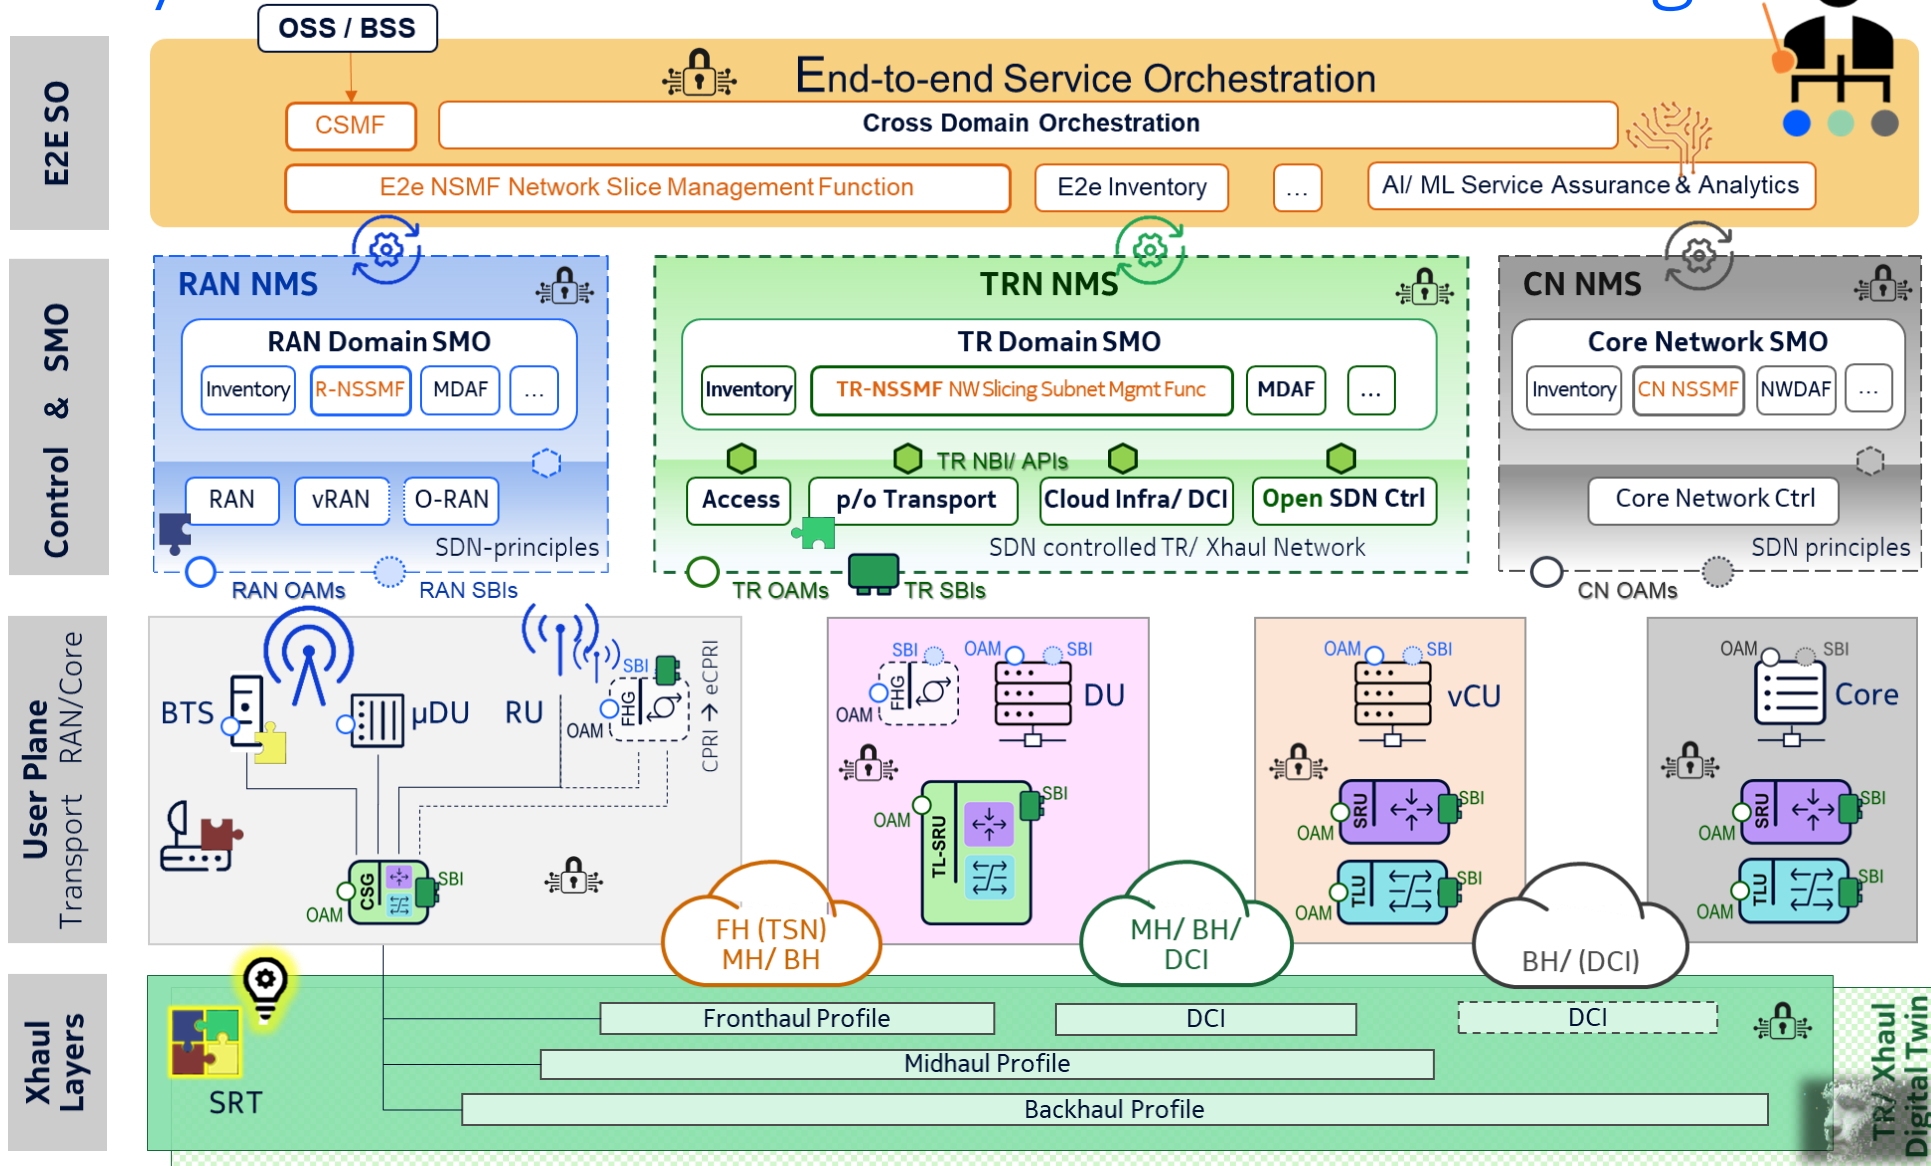 OSS / BSS
E2E SO
End-to-end Service Orchestration
CSMF
Cross Domain Orchestration
E2e NSMF Network Slice Management Function
E2e Inventory
...
AI/ ML Service Assurance & Analytics
Control & SMO
RAN NMS
RAN Domain SMO
Inventory
R-NSSMF
MDAF
...
RAN
vRAN
O-RAN
SDN-principles
RAN OAMs
RAN SBIs
TRN NMS
TR Domain SMO
Inventory
TR-NSSMF NW Slicing Subnet Mgmt Func
MDAF
...
TR NBI/ APIs
Access
p/o Transport
Cloud Infra/ DCI
Open SDN Ctrl
SDN controlled TR/ Xhaul Network
TR OAMs
TR SBIs
CN NMS
Core Network SMO
Inventory
CN NSSMF
NWDAF
...
Core Network Ctrl
SDN principles
CN OAMs
User Plane
Transport RAN/Core
BTS
µDU
RU
SBI
FHG
OAM
CPRI → eCPRI
CSG
SBI
OAM
SBI
FHG
OAM
OAM
SBI
DU
TL-SRU
OAM
SBI
OAM
SBI
vCU
SRU
OAM
SBI
TLU
OAM
SBI
OAM
SBI
Core
SRU
OAM
SBI
TLU
OAM
SBI
FH (TSN)
MH/ BH
MH/ BH/
DCI
BH/ (DCI)
Xhaul
Layers
SRT
Fronthaul Profile
DCI
DCI
Midhaul Profile
Backhaul Profile
TR/ Xhaul
Digital Twin